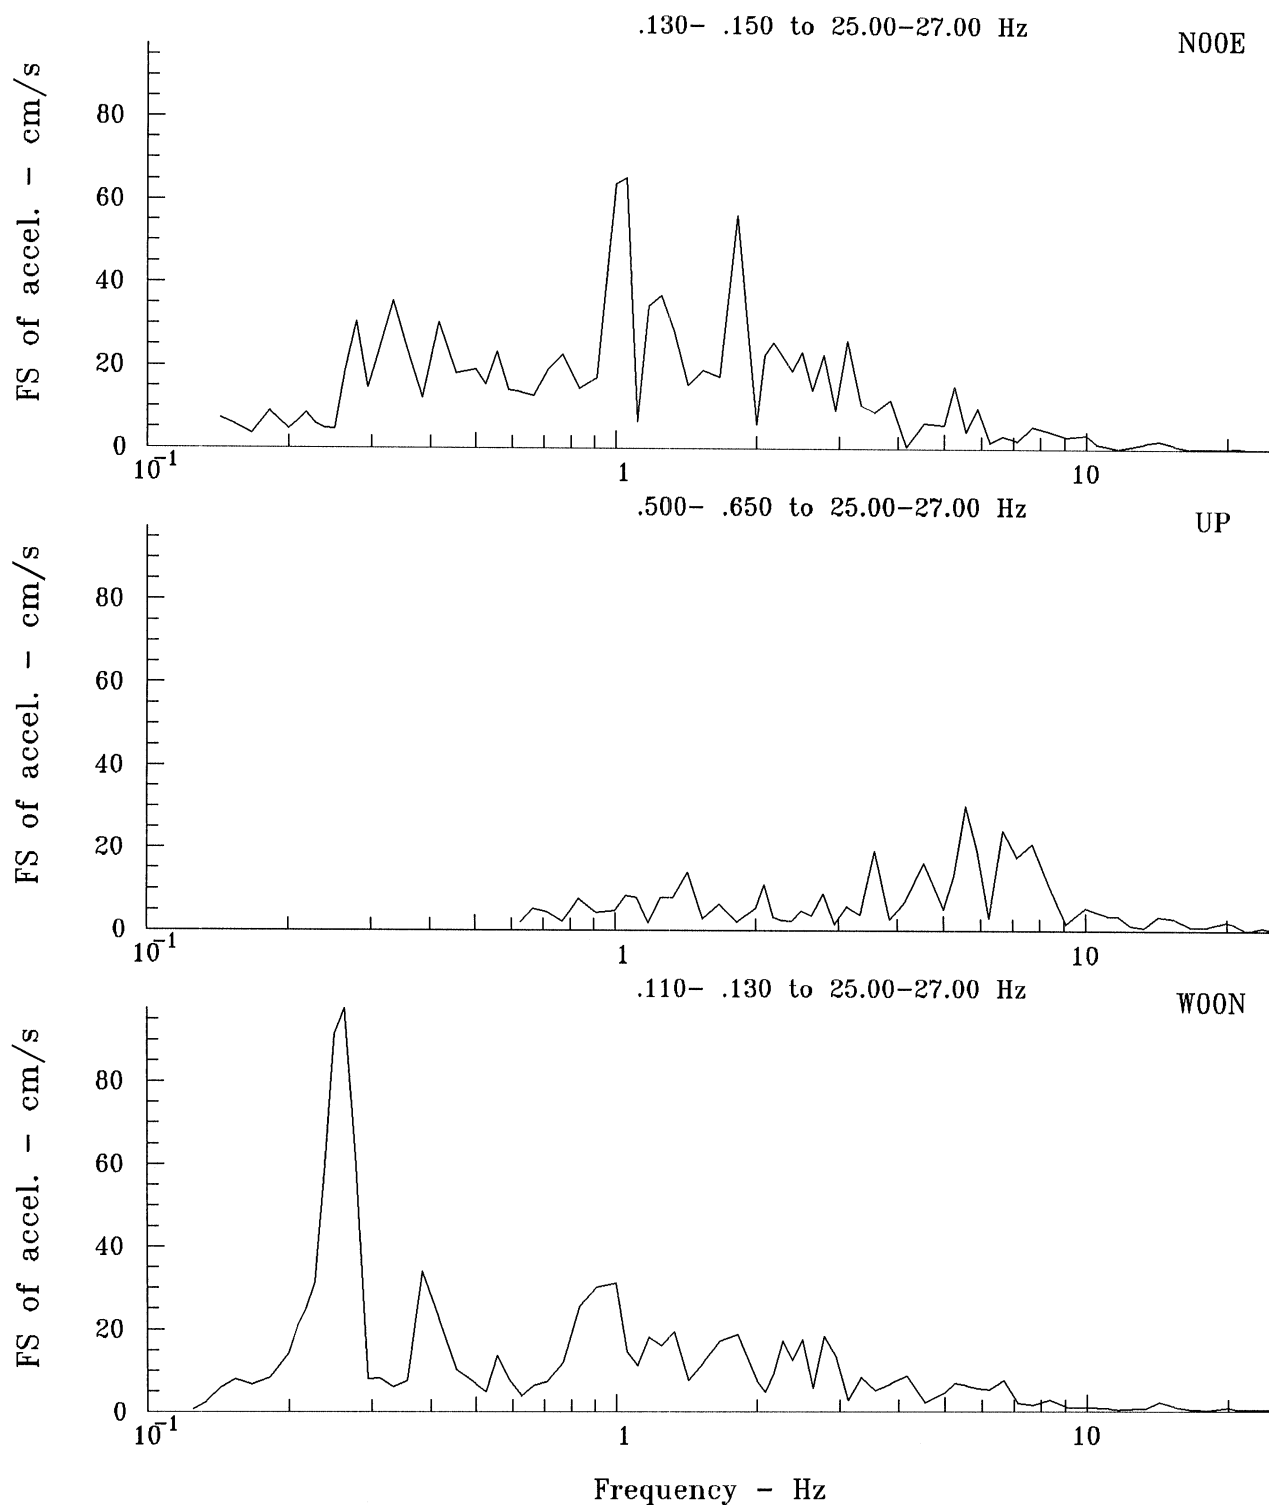 .130– .150 to 25.00–27.00 Hz
N00E
FS of accel. – cm/s
80
60
40
20
0
10⁻¹ 1 10
.500– .650 to 25.00–27.00 Hz
UP
FS of accel. – cm/s
80
60
40
20
0
10⁻¹ 1 10
.110– .130 to 25.00–27.00 Hz
W00N
FS of accel. – cm/s
80
60
40
20
0
10⁻¹ 1 10
Frequency – Hz